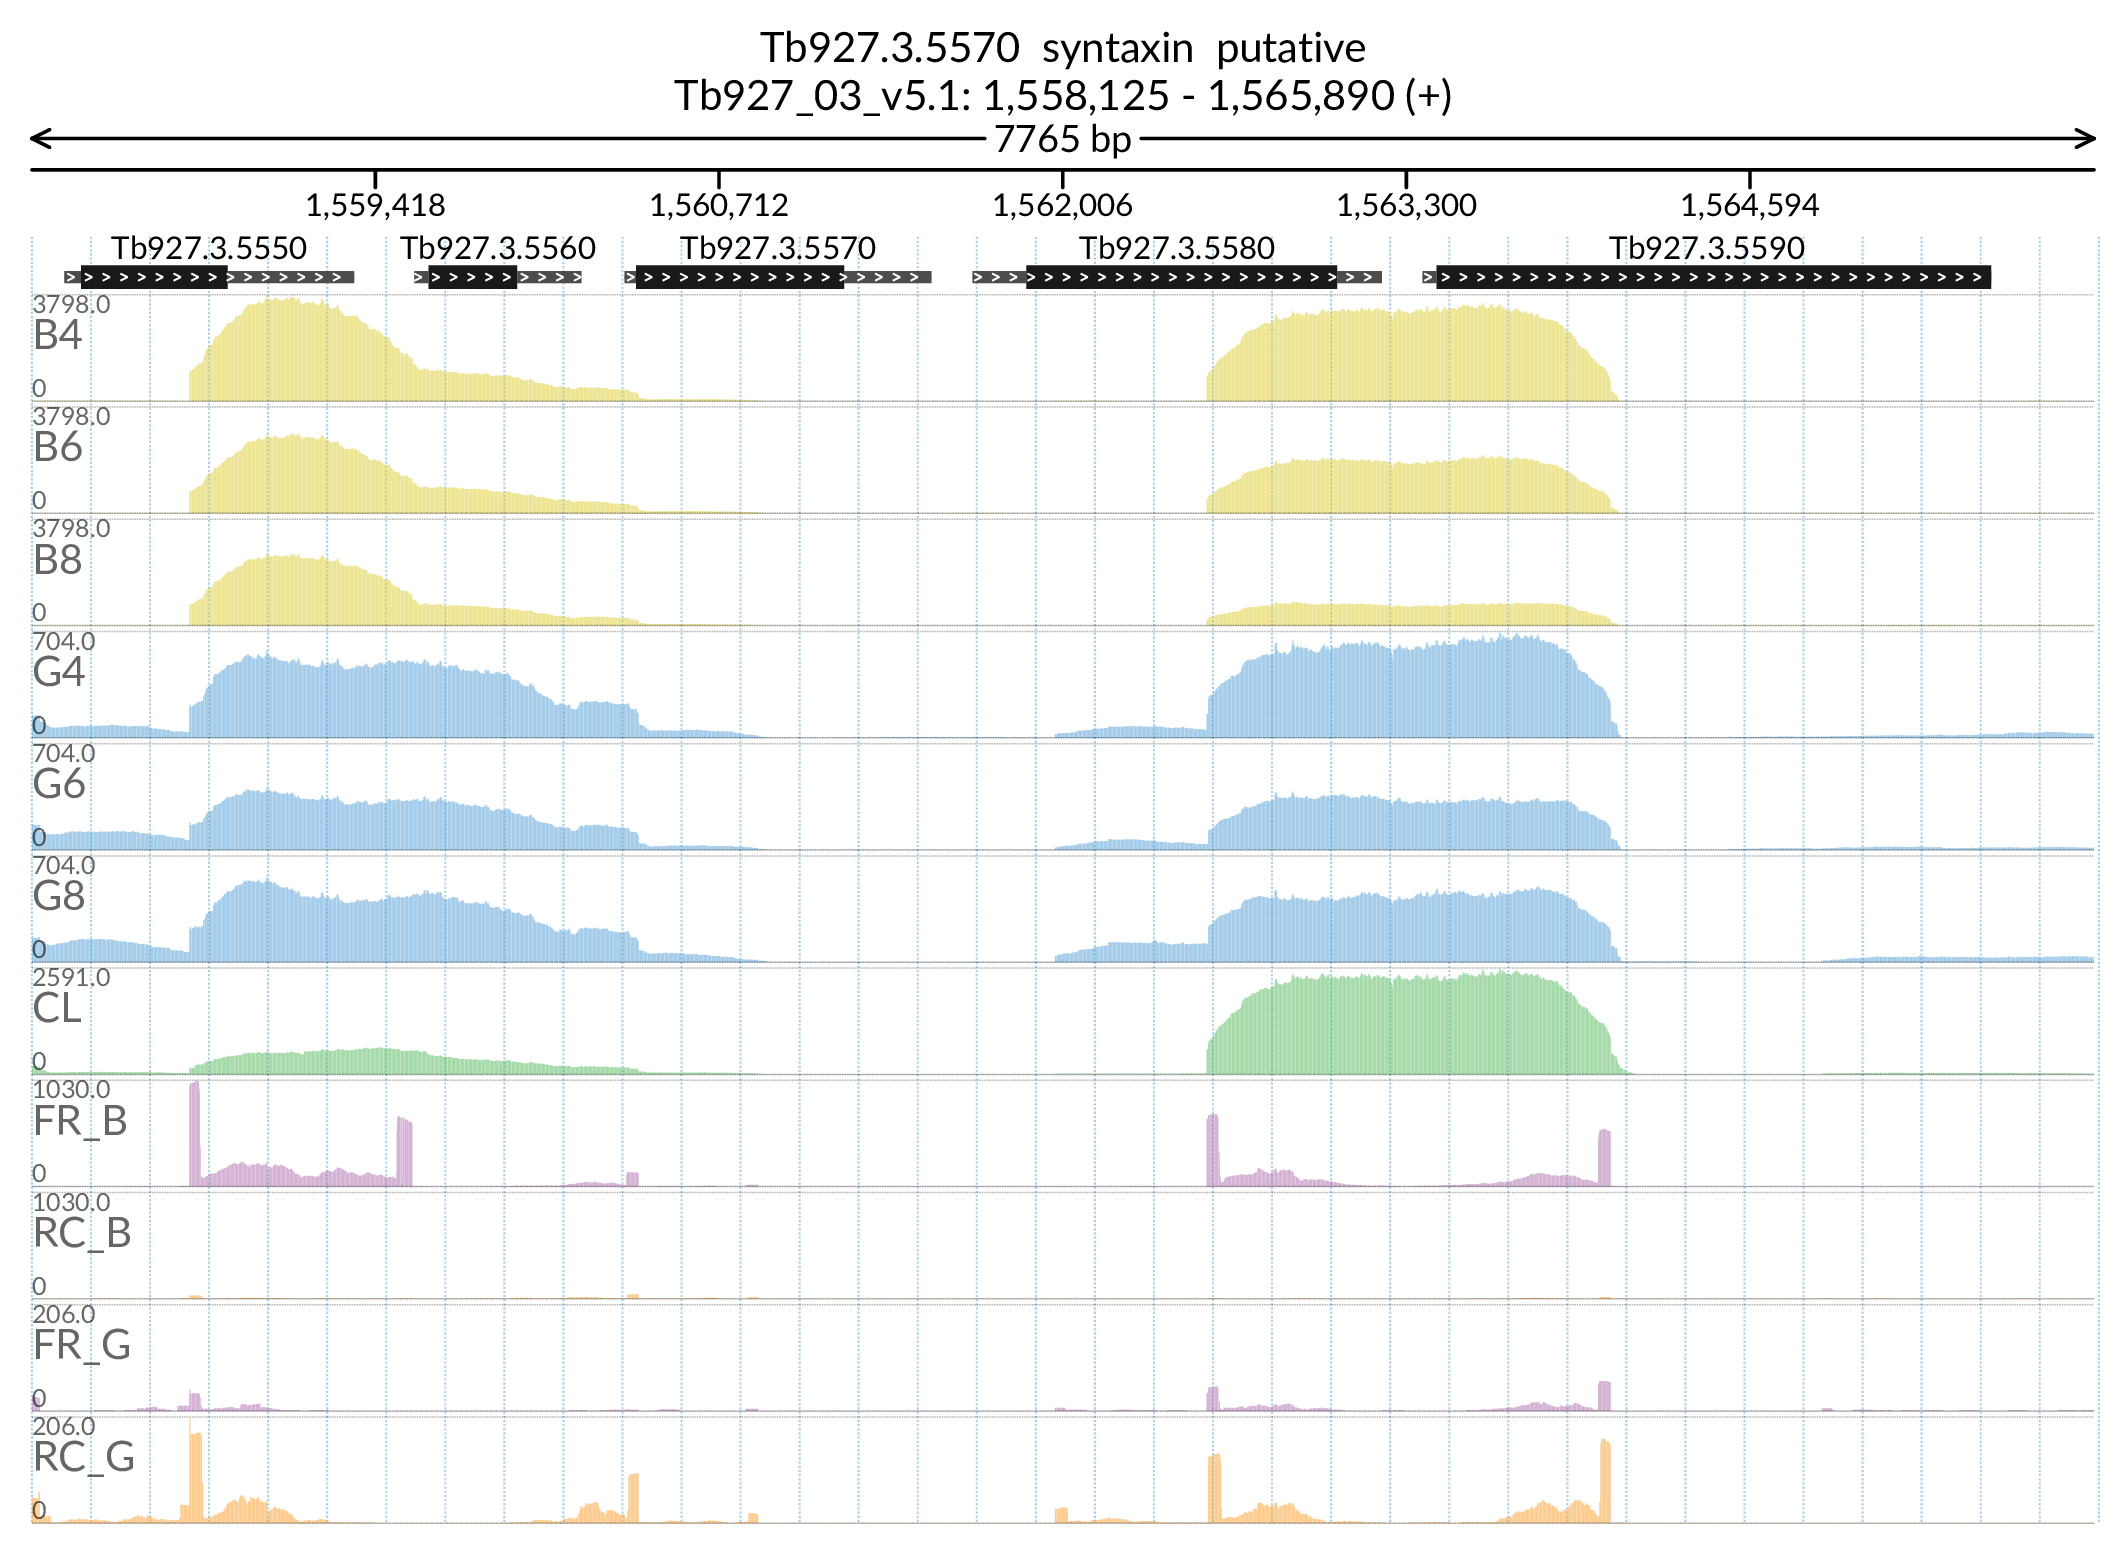 Tb927.3.5570 syntaxin putative
Tb927_03_v5.1: 1,558,125 - 1,565,890 (+)
7765 bp
1,559,418 1,560,712 1,562,006 1,563,300 1,564,594
Tb927.3.5550 Tb927.3.5560 Tb927.3.5570 Tb927.3.5580 Tb927.3.5590
3798.0
B4
0
3798.0
B6
0
3798.0
B8
0
704.0
G4
0
704.0
G6
0
704.0
G8
0
2591.0
CL
0
1030.0
FR_B
0
1030.0
RC_B
0
206.0
FR_G
0
206.0
RC_G
0